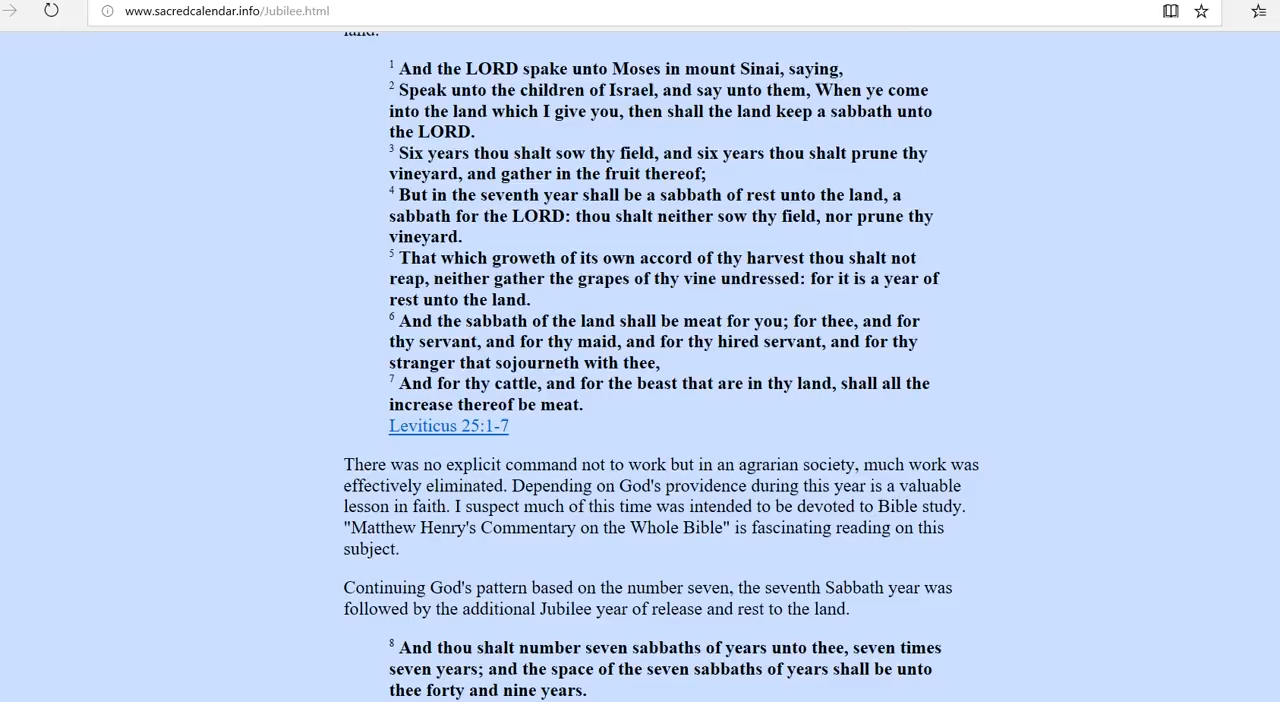 www.sacredcalendar.info/Jubilee.html
land.
1 And the LORD spake unto Moses in mount Sinai, saying,
2 Speak unto the children of Israel, and say unto them, When ye come
into the land which I give you, then shall the land keep a sabbath unto
the LORD.
3 Six years thou shalt sow thy field, and six years thou shalt prune thy
vineyard, and gather in the fruit thereof;
4 But in the seventh year shall be a sabbath of rest unto the land, a
sabbath for the LORD: thou shalt neither sow thy field, nor prune thy
vineyard.
5 That which groweth of its own accord of thy harvest thou shalt not
reap, neither gather the grapes of thy vine undressed: for it is a year of
rest unto the land.
6 And the sabbath of the land shall be meat for you; for thee, and for
thy servant, and for thy maid, and for thy hired servant, and for thy
stranger that sojourneth with thee,
7 And for thy cattle, and for the beast that are in thy land, shall all the
increase thereof be meat.
Leviticus 25:1-7
There was no explicit command not to work but in an agrarian society, much work was
effectively eliminated. Depending on God's providence during this year is a valuable
lesson in faith. I suspect much of this time was intended to be devoted to Bible study.
"Matthew Henry's Commentary on the Whole Bible" is fascinating reading on this
subject.
Continuing God's pattern based on the number seven, the seventh Sabbath year was
followed by the additional Jubilee year of release and rest to the land.
8 And thou shalt number seven sabbaths of years unto thee, seven times
seven years; and the space of the seven sabbaths of years shall be unto
thee forty and nine years.